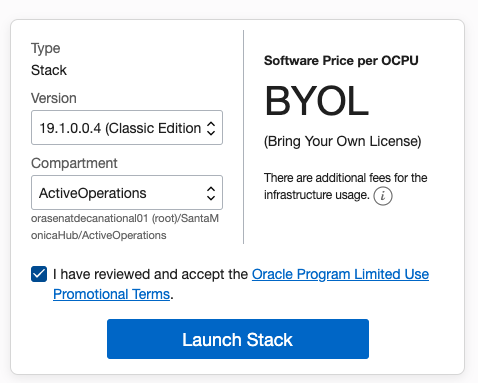 Type
Stack
Version
19.1.0.0.4 (Classic Edition
Compartment
ActiveOperations
orasenatdecanational01 (root)/SantaM
onicaHub/ActiveOperations
Software Price per OCPU
BYOL
(Bring Your Own License)
There are additional fees for the
infrastructure usage. i
I have reviewed and accept the Oracle Program Limited Use
Promotional Terms.
Launch Stack